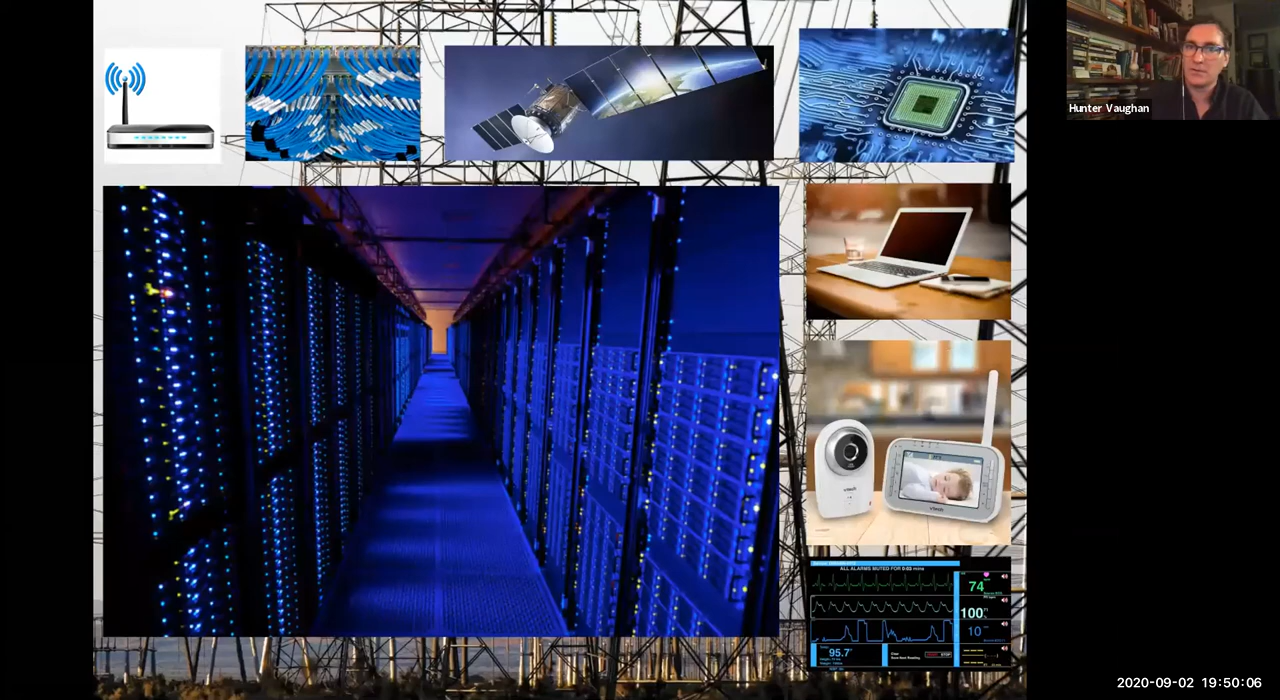 Hunter Vaughan
vtech
vtech
ALL ALARMS MUTED FOR 0:03 mins
74
100
10
95.7°
2020-09-02 19:50:06